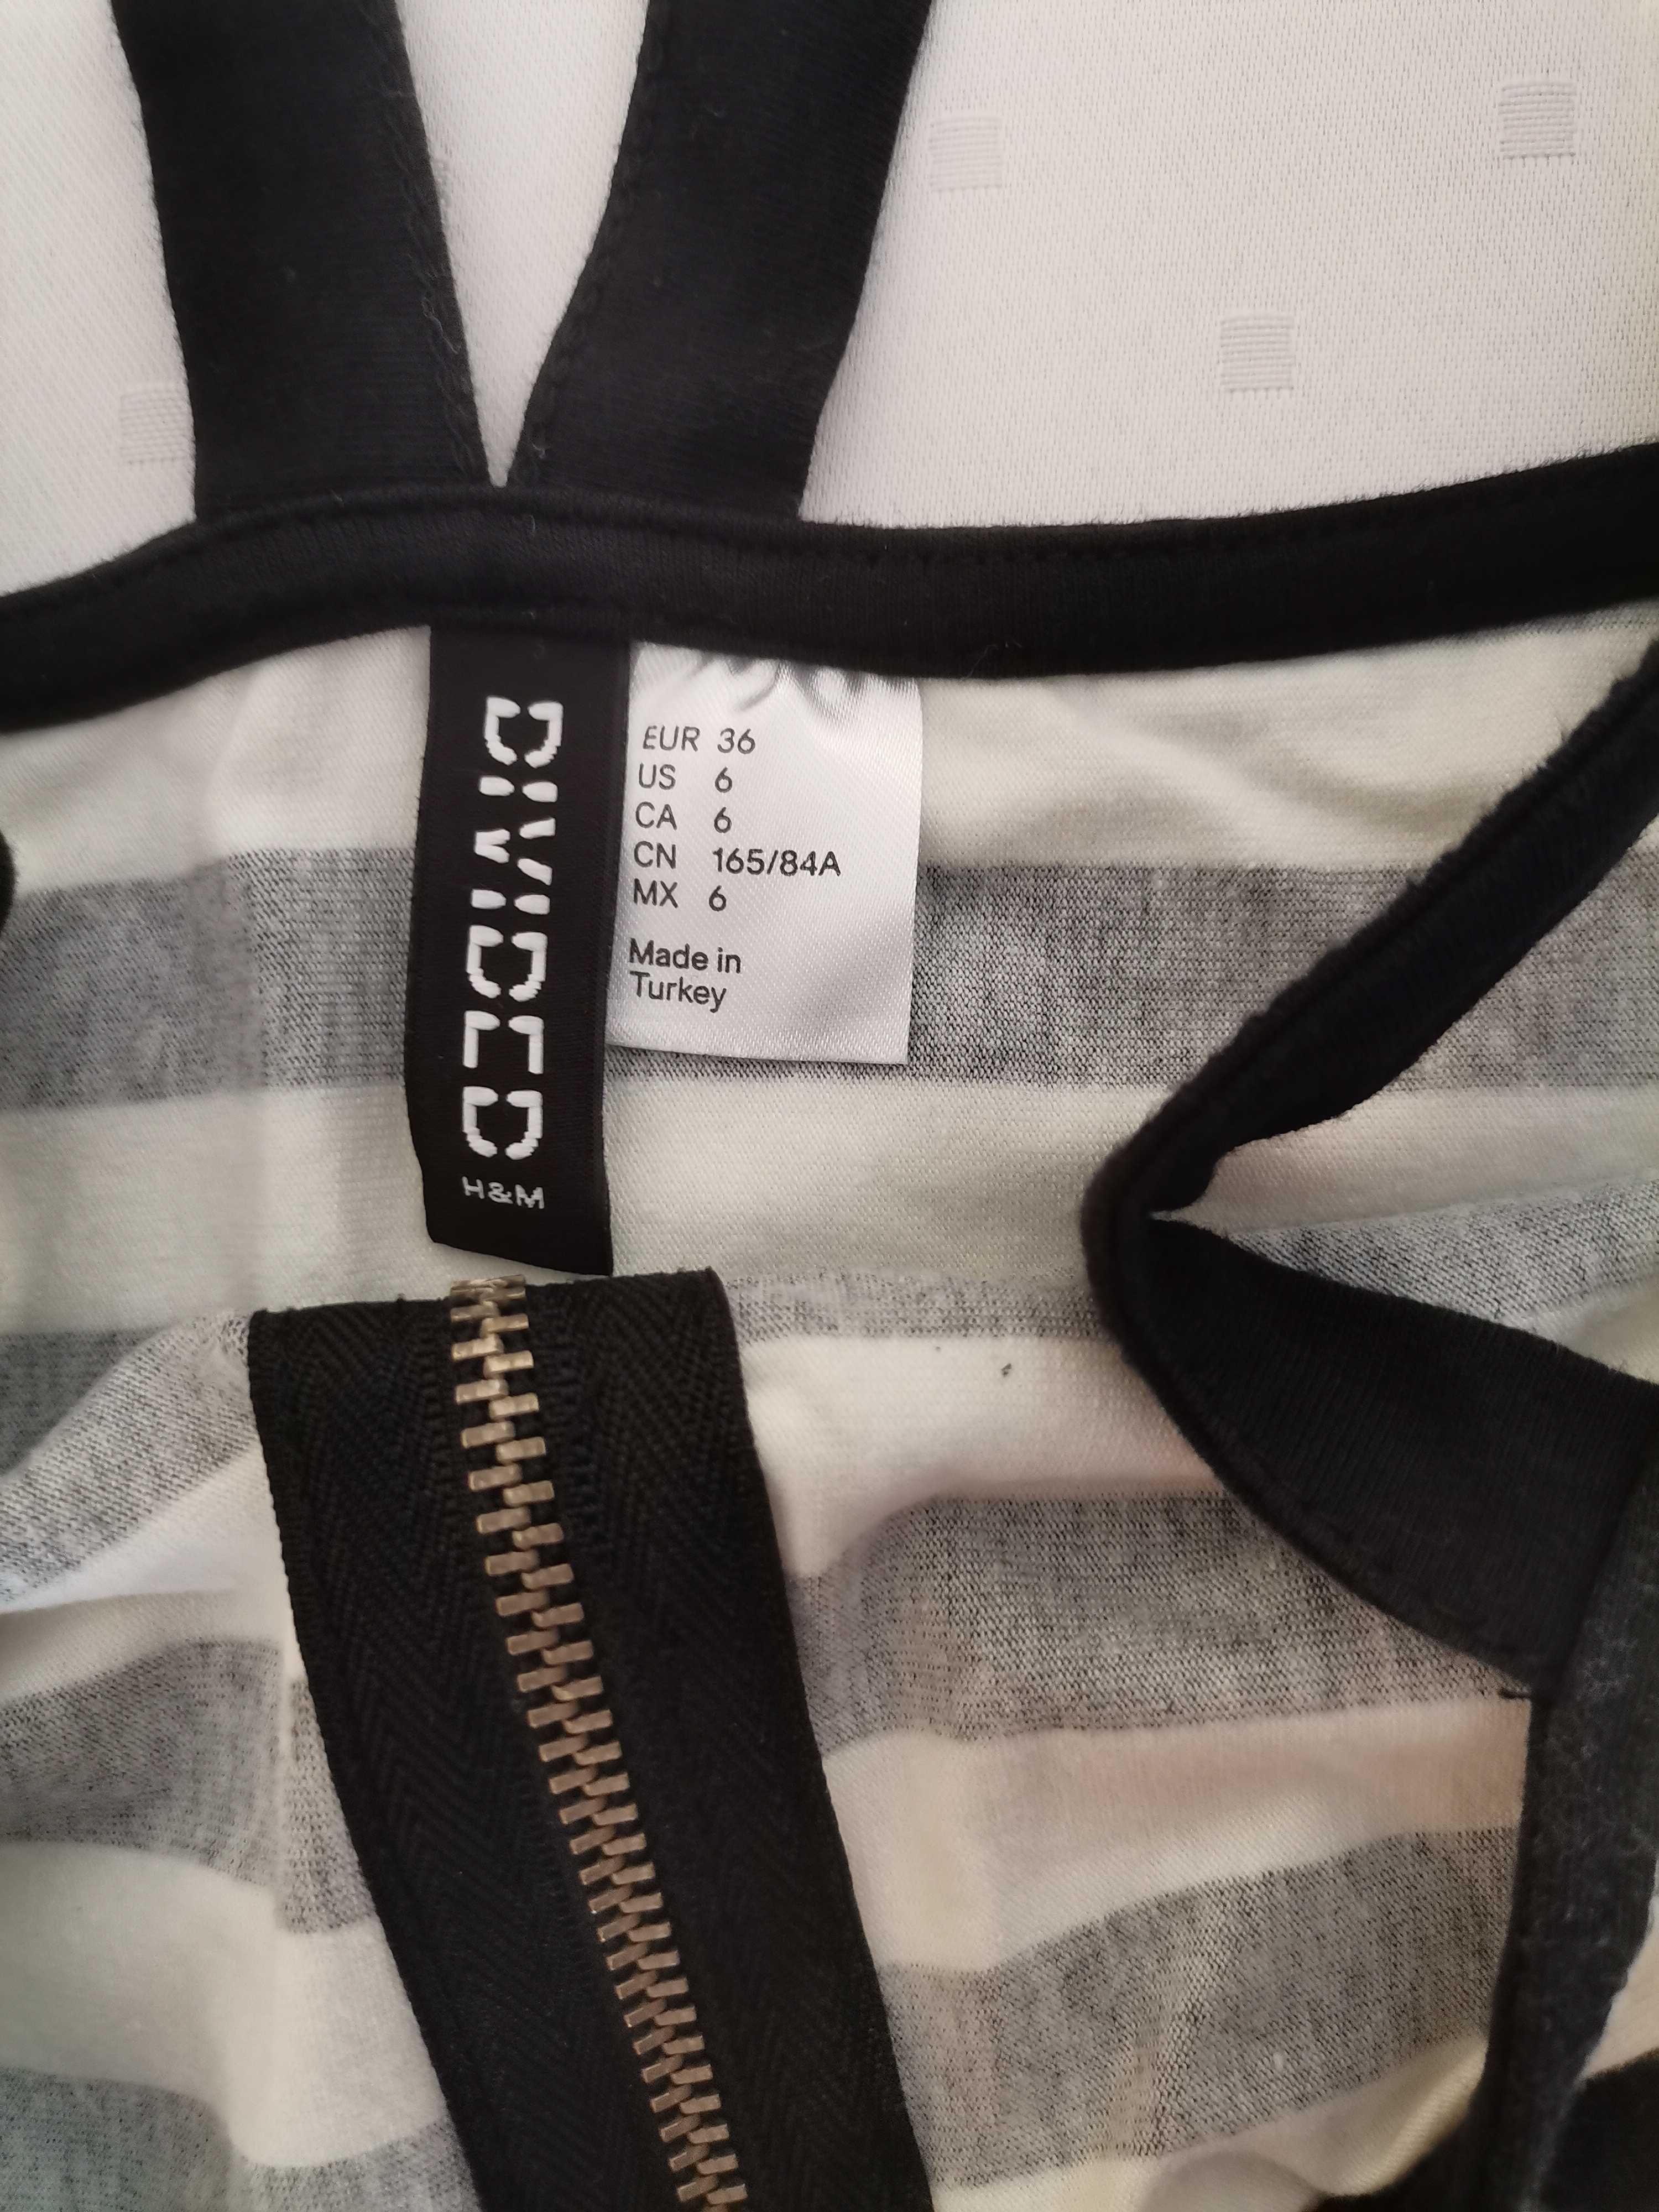 DIVIDED
H&M
EUR 36
US 6
CA 6
CN 165/84A
MX 6
Made in
Turkey